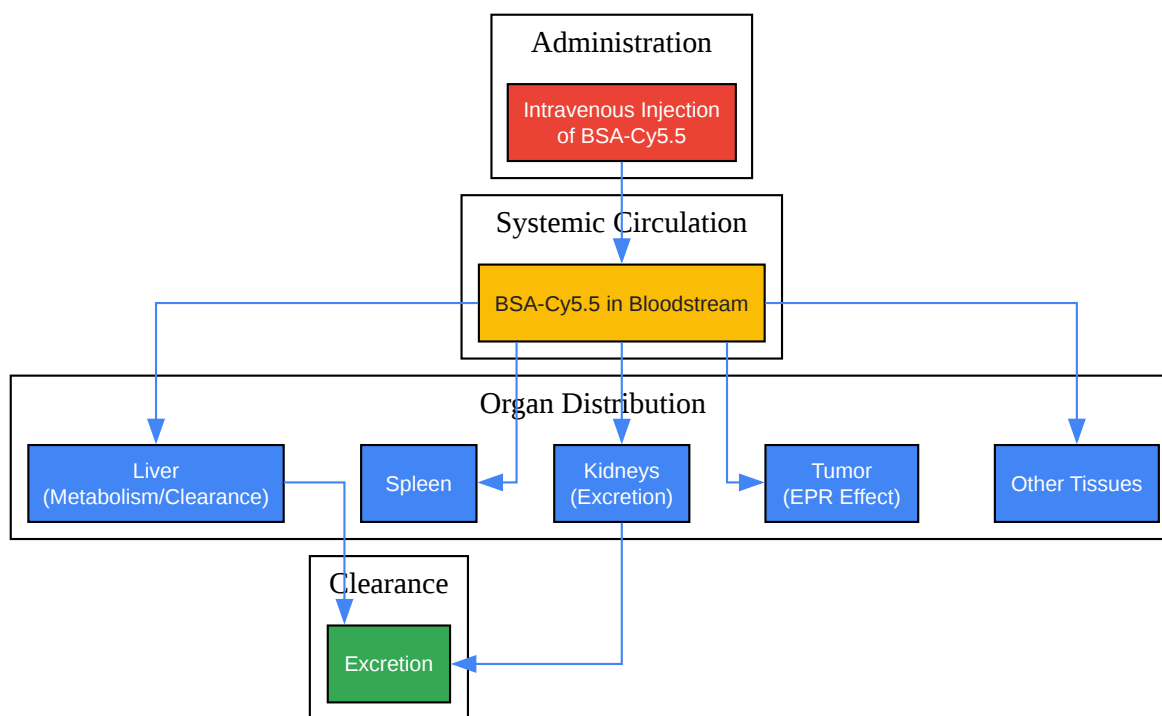 Administration
Intravenous Injection
of BSA-Cy5.5
Systemic Circulation
BSA-Cy5.5 in Bloodstream
Organ Distribution
Liver
(Metabolism/Clearance)
Spleen
Kidneys
(Excretion)
Tumor
(EPR Effect)
Other Tissues
Clearance
Excretion